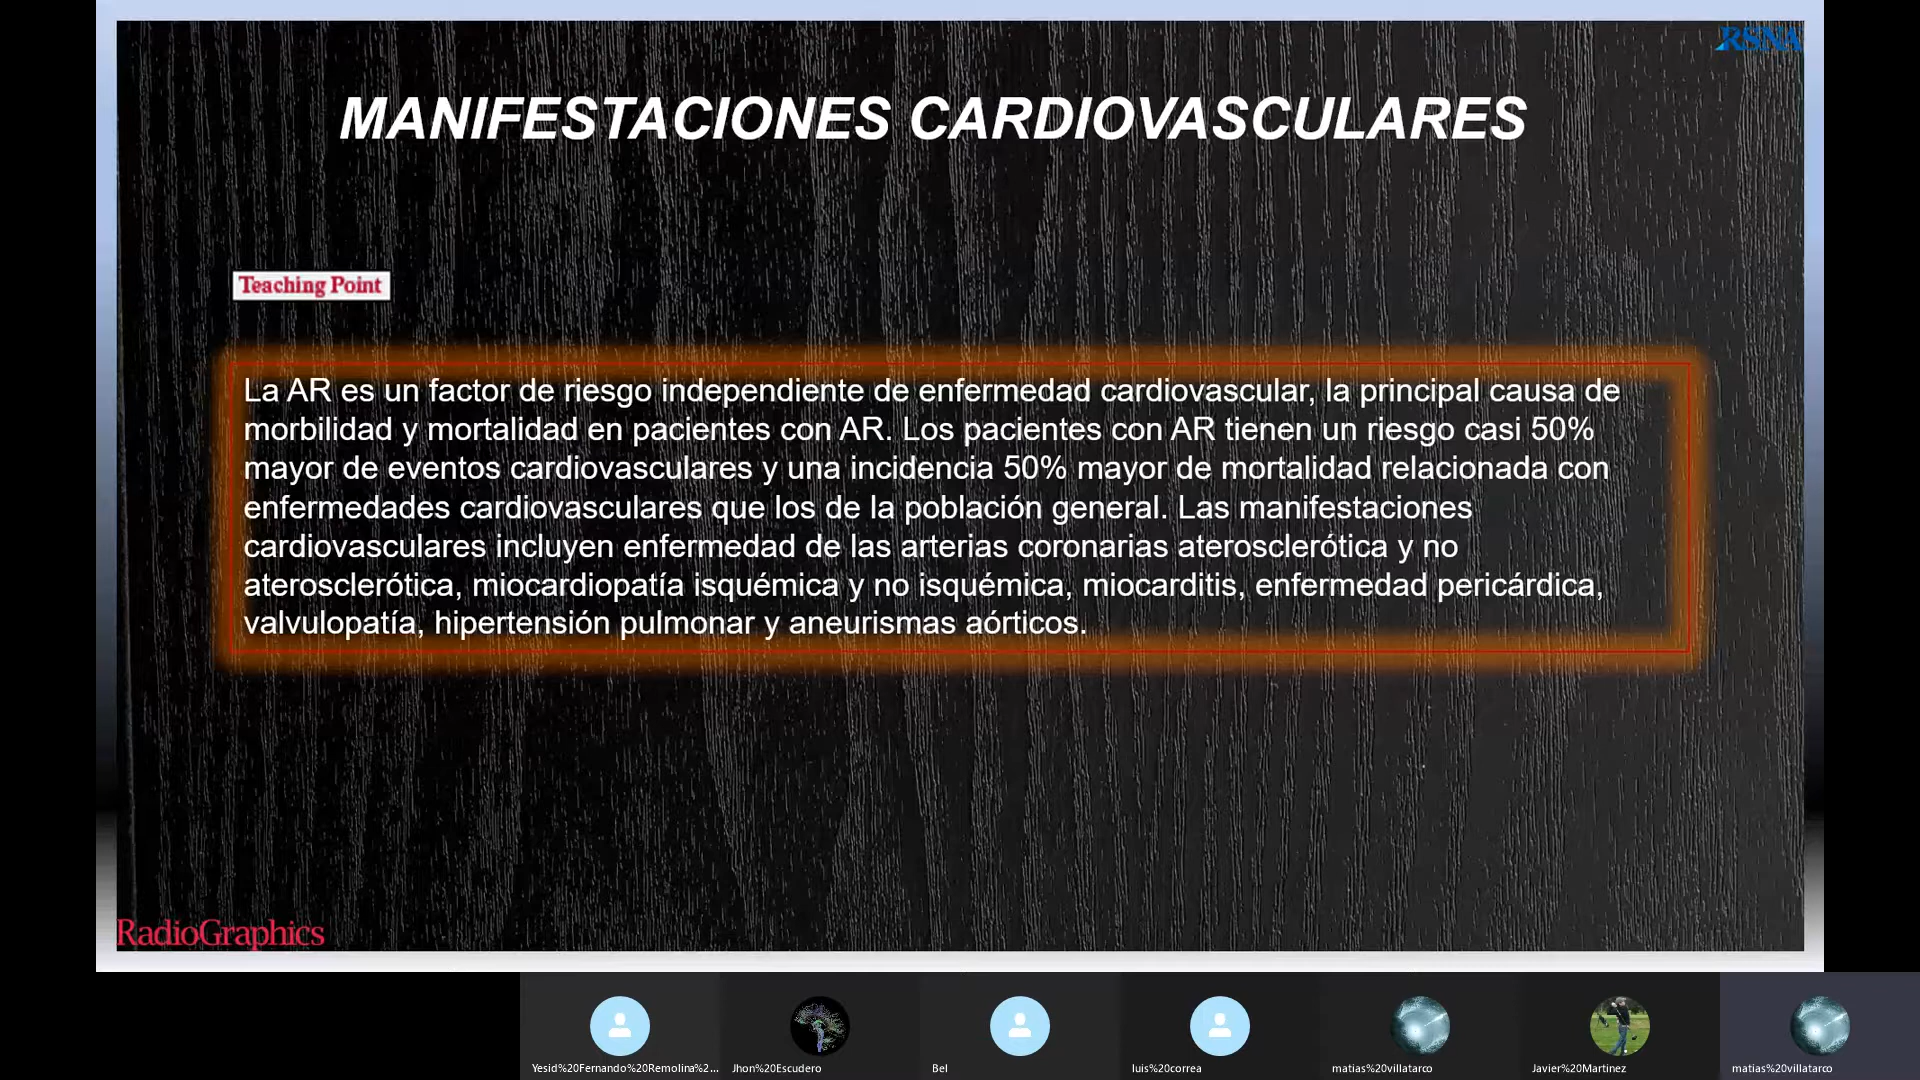 RSNA
MANIFESTACIONES CARDIOVASCULARES
Teaching Point
La AR es un factor de riesgo independiente de enfermedad cardiovascular, la principal causa de
morbilidad y mortalidad en pacientes con AR. Los pacientes con AR tienen un riesgo casi 50%
mayor de eventos cardiovasculares y una incidencia 50% mayor de mortalidad relacionada con
enfermedades cardiovasculares que los de la población general. Las manifestaciones
cardiovasculares incluyen enfermedad de las arterias coronarias aterosclerótica y no
aterosclerótica, miocardiopatía isquémica y no isquémica, miocarditis, enfermedad pericárdica,
valvulopatía, hipertensión pulmonar y aneurismas aórticos.
RadioGraphics
Yesid%20Fernando%20Remolina%2...
Jhon%20Escudero
Bel
luis%20correa
matias%20villatarco
Javier%20Martinez
matias%20villatarco